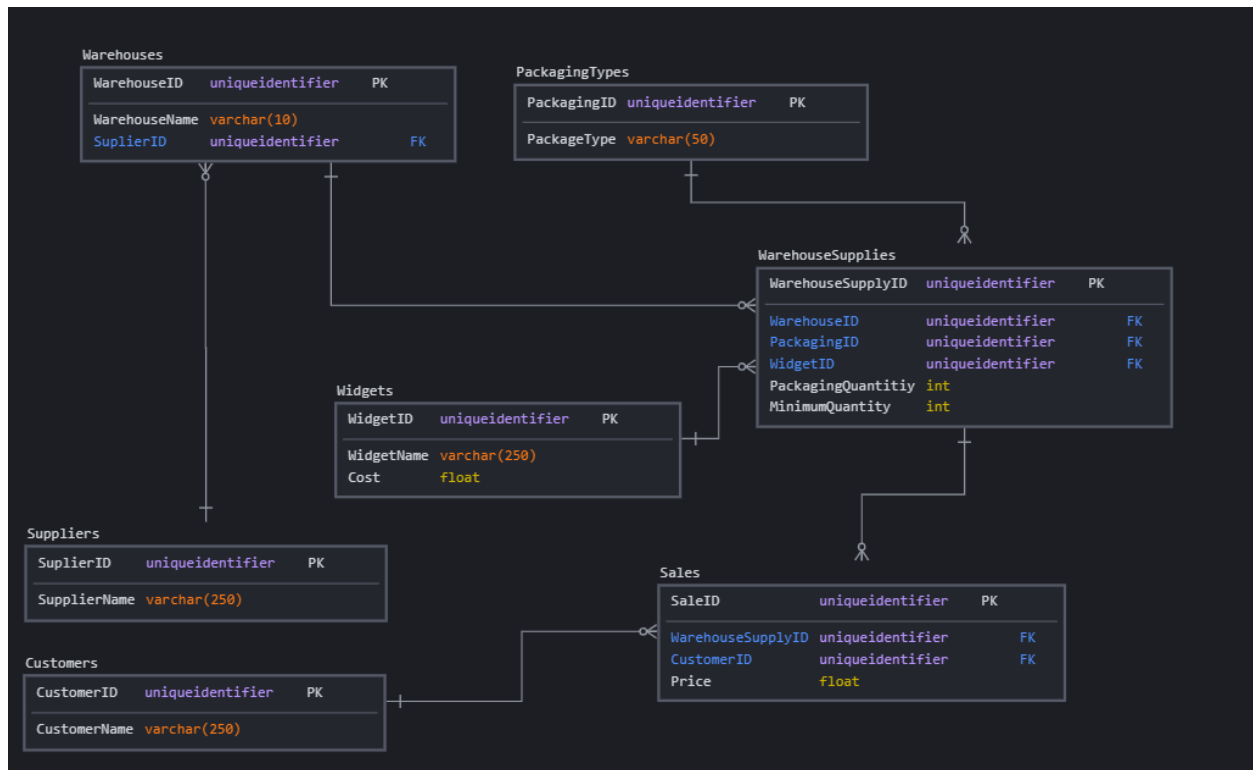 Warehouses
WarehouseID uniqueidentifier PK
WarehouseName varchar(10)
SuplierID uniqueidentifier FK
PackagingTypes
PackagingID uniqueidentifier PK
PackageType varchar(50)
WarehouseSupplies
WarehouseSupplyID uniqueidentifier PK
WarehouseID uniqueidentifier FK
PackagingID uniqueidentifier FK
WidgetID uniqueidentifier FK
PackagingQuantitiy int
MinimumQuantity int
Widgets
WidgetID uniqueidentifier PK
WidgetName varchar(250)
Cost float
Suppliers
SuplierID uniqueidentifier PK
SupplierName varchar(250)
Sales
SaleID uniqueidentifier PK
WarehouseSupplyID uniqueidentifier FK
CustomerID uniqueidentifier FK
Price float
Customers
CustomerID uniqueidentifier PK
CustomerName varchar(250)